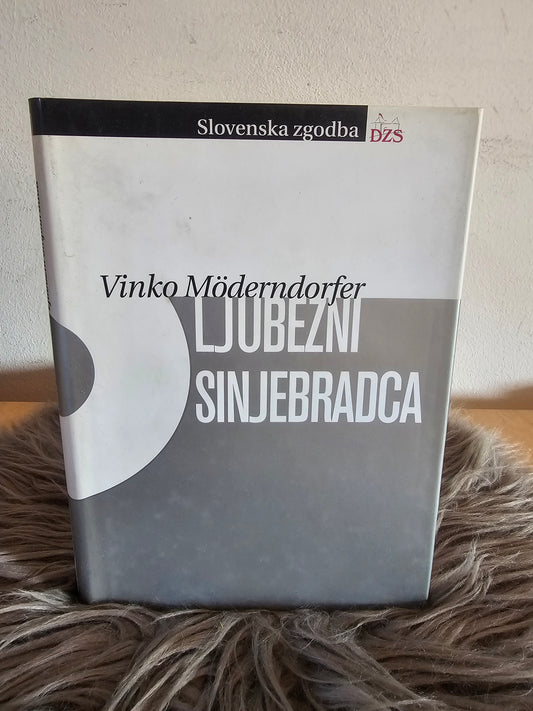 Slovenska zgodba
DZS
Vinko Möderndorfer
LJUBEZNI
SINJEBRADCA